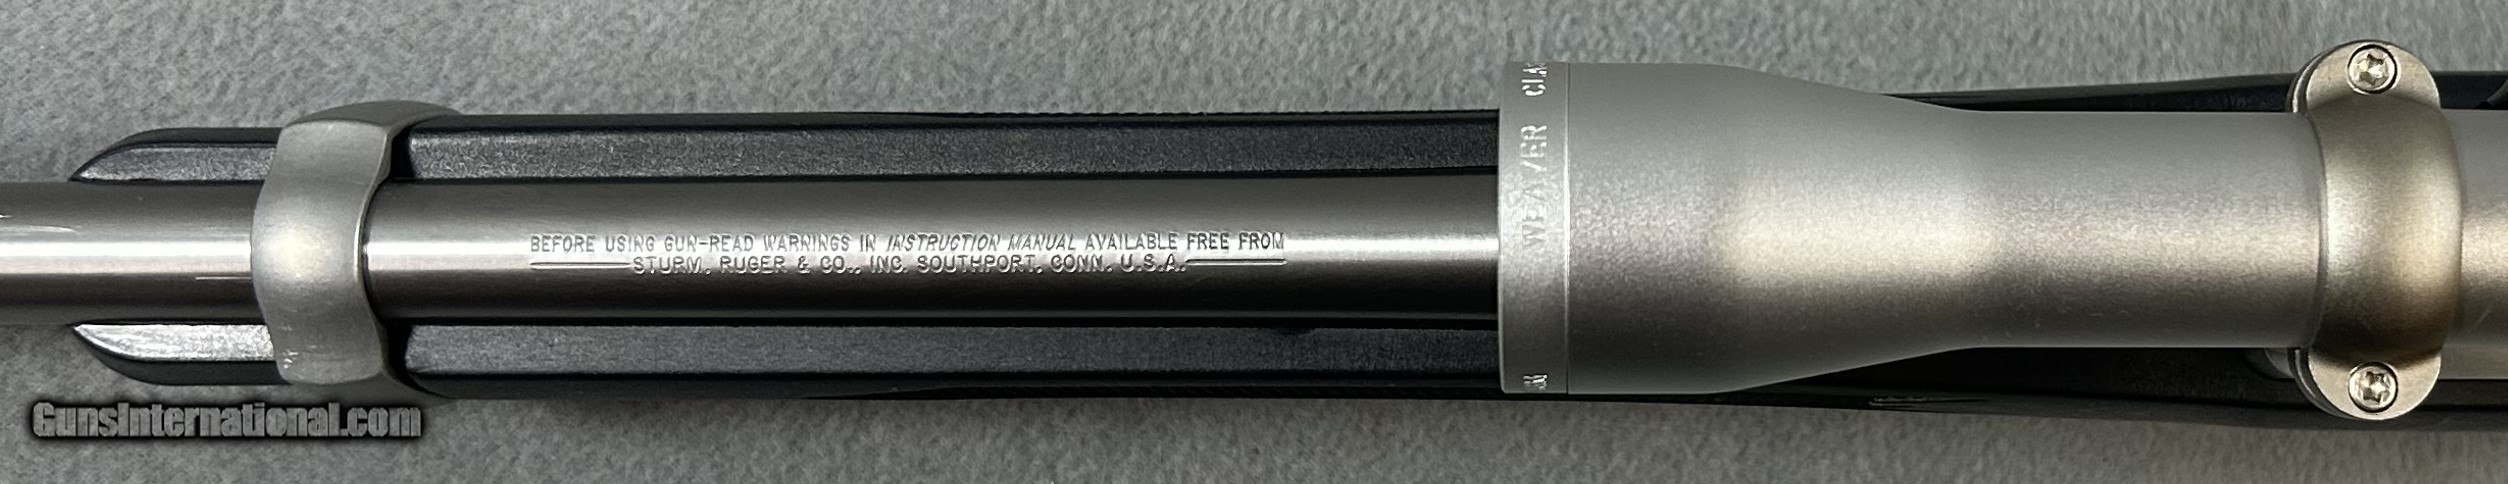 BEFORE USING GUN-READ WARNINGS IN INSTRUCTION MANUAL AVAILABLE FREE FROM
STURM, RUGER & CO., INC. SOUTHPORT, CONN. U.S.A.
WEAVER
GunsInternational.com